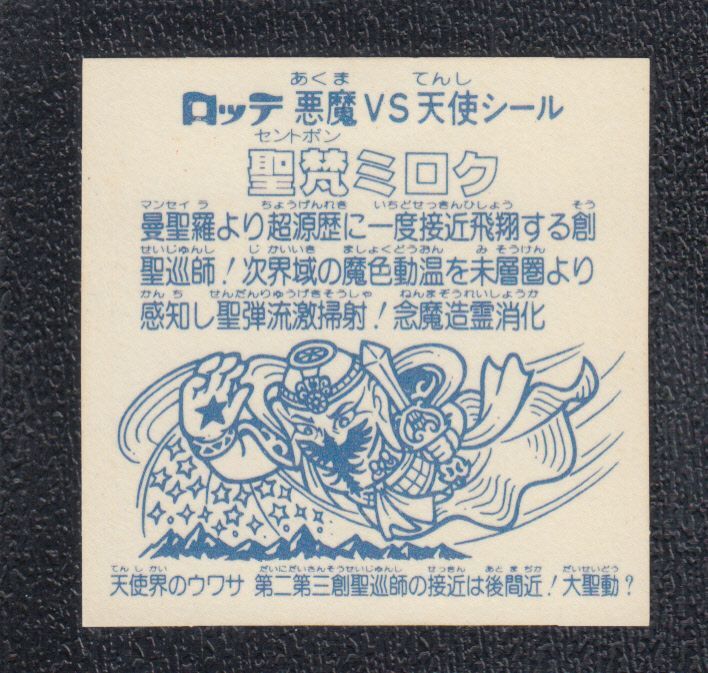 あくま てんし
ロッテ 悪魔VS天使シール
セントボン
聖梵ミロク
マンセイラ ちょうげんれき いちどせっきんひしょう そう
曼聖羅より超源歴に一度接近飛翔する創
せいじゅんし じかいいき ましょくどうおん みそうけん
聖巡師！次界域の魔色動温を未層圏より
かんち せんだんりゅうげきそうしゃ ねんまぞうれいしょうか
感知し聖弾流激掃射！念魔造霊消化
てんしかい だいにだいさんそうせいじゅんし せっきん あとまぢか だいせいどう
天使界のウワサ 第二第三創聖巡師の接近は後間近！大聖動？